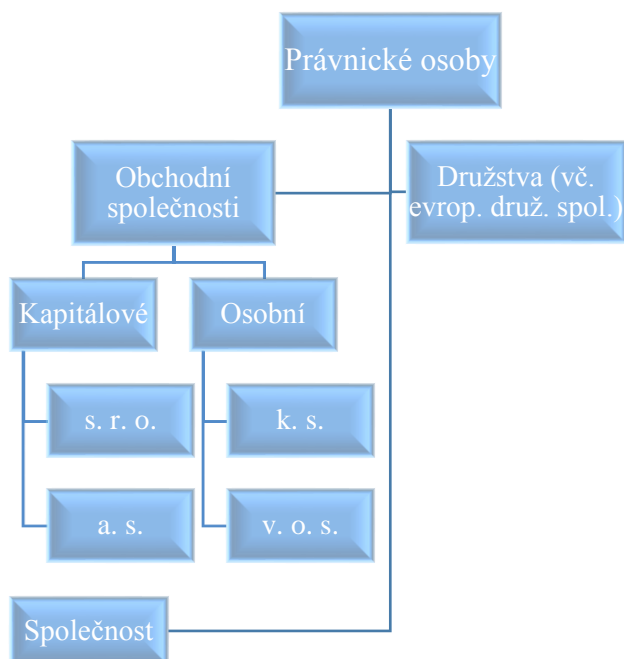 Právnické osoby
Obchodní
společnosti
Družstva (vč.
evrop. druž. spol.)
Kapitálové
Osobní
s. r. o.
k. s.
a. s.
v. o. s.
Společnost